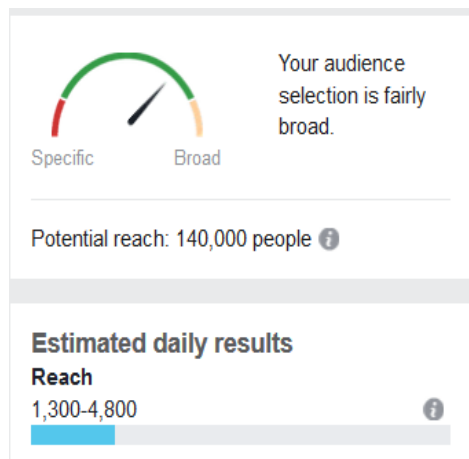 Your audience
selection is fairly
broad.
Specific
Broad
Potential reach: 140,000 people
Estimated daily results
Reach
1,300-4,800